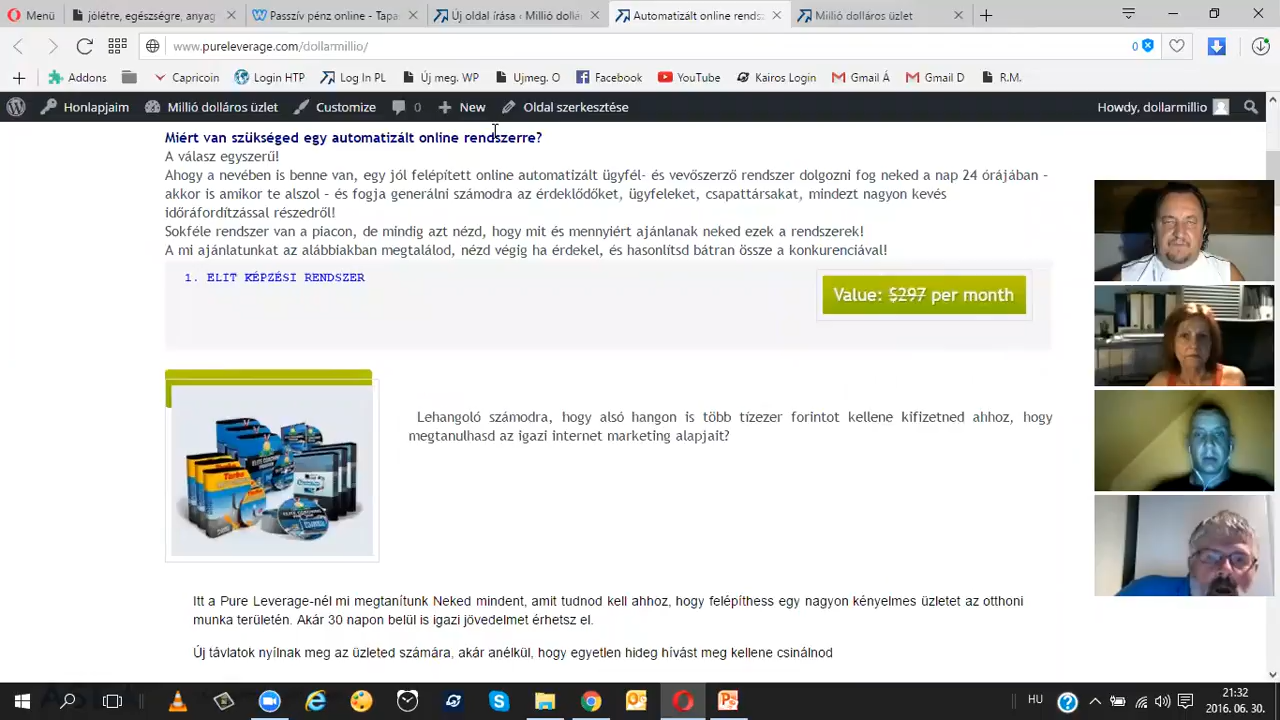 Menü
jólétre, egészségre, anyag
Passzív pénz online - Tapa
Új oldal írása ‹ Millió dollá
Automatizált online rendsz
Millió dolláros üzlet
www.pureleverage.com/dollarmillio/
0
Addons
Capricoin
Login HTP
Log In PL
Új meg. WP
Ujmeg. O
Facebook
YouTube
Kairos Login
Gmail Á
Gmail D
R.M.
Honlapjaim
Millió dolláros üzlet
Customize
0
New
Oldal szerkesztése
Howdy, dollarmillio
Miért van szükséged egy automatizált online rendszerre?
A válasz egyszerű!
Ahogy a nevében is benne van, egy jól felépített online automatizált ügyfél- és vevőszerző rendszer dolgozni fog neked a nap 24 órájában –
akkor is amikor te alszol – és fogja generálni számodra az érdeklődőket, ügyfeleket, csapattársakat, mindezt nagyon kevés
időráfordítzással részedről!
Sokféle rendszer van a piacon, de mindig azt nézd, hogy mit és mennyiért ajánlanak neked ezek a rendszerek!
A mi ajánlatunkat az alábbiakban megtalálod, nézd végig ha érdekel, és hasonlítsd bátran össze a konkurenciával!
1. ELIT KÉPZÉSI RENDSZER
Value: $297 per month
Lehangoló számodra, hogy alsó hangon is több tízezer forintot kellene kifizetned ahhoz, hogy
megtanulhasd az igazi internet marketing alapjait?
Itt a Pure Leverage-nél mi megtanítunk Neked mindent, amit tudnod kell ahhoz, hogy felépíthess egy nagyon kényelmes üzletet az otthoni
munka területén. Akár 30 napon belül is igazi jövedelmet érhetsz el.
Új távlatok nyílnak meg az üzleted számára, akár anélkül, hogy egyetlen hideg hívást meg kellene csinálnod
HU
21:32
2016. 06. 30.